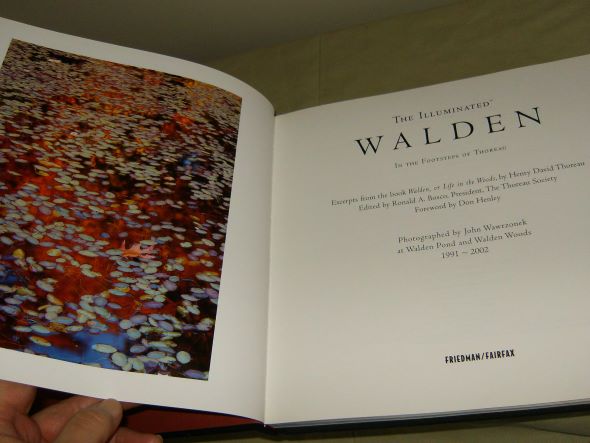 The Illuminated™
WALDEN
In the Footsteps of Thoreau
Excerpts from the book Walden, or Life in the Woods, by Henry David Thoreau
Edited by Ronald A. Bosco, President, The Thoreau Society
Foreword by Don Henley
Photographed by John Wawrzonek
at Walden Pond and Walden Woods
1991 ~ 2002
FRIEDMAN/FAIRFAX